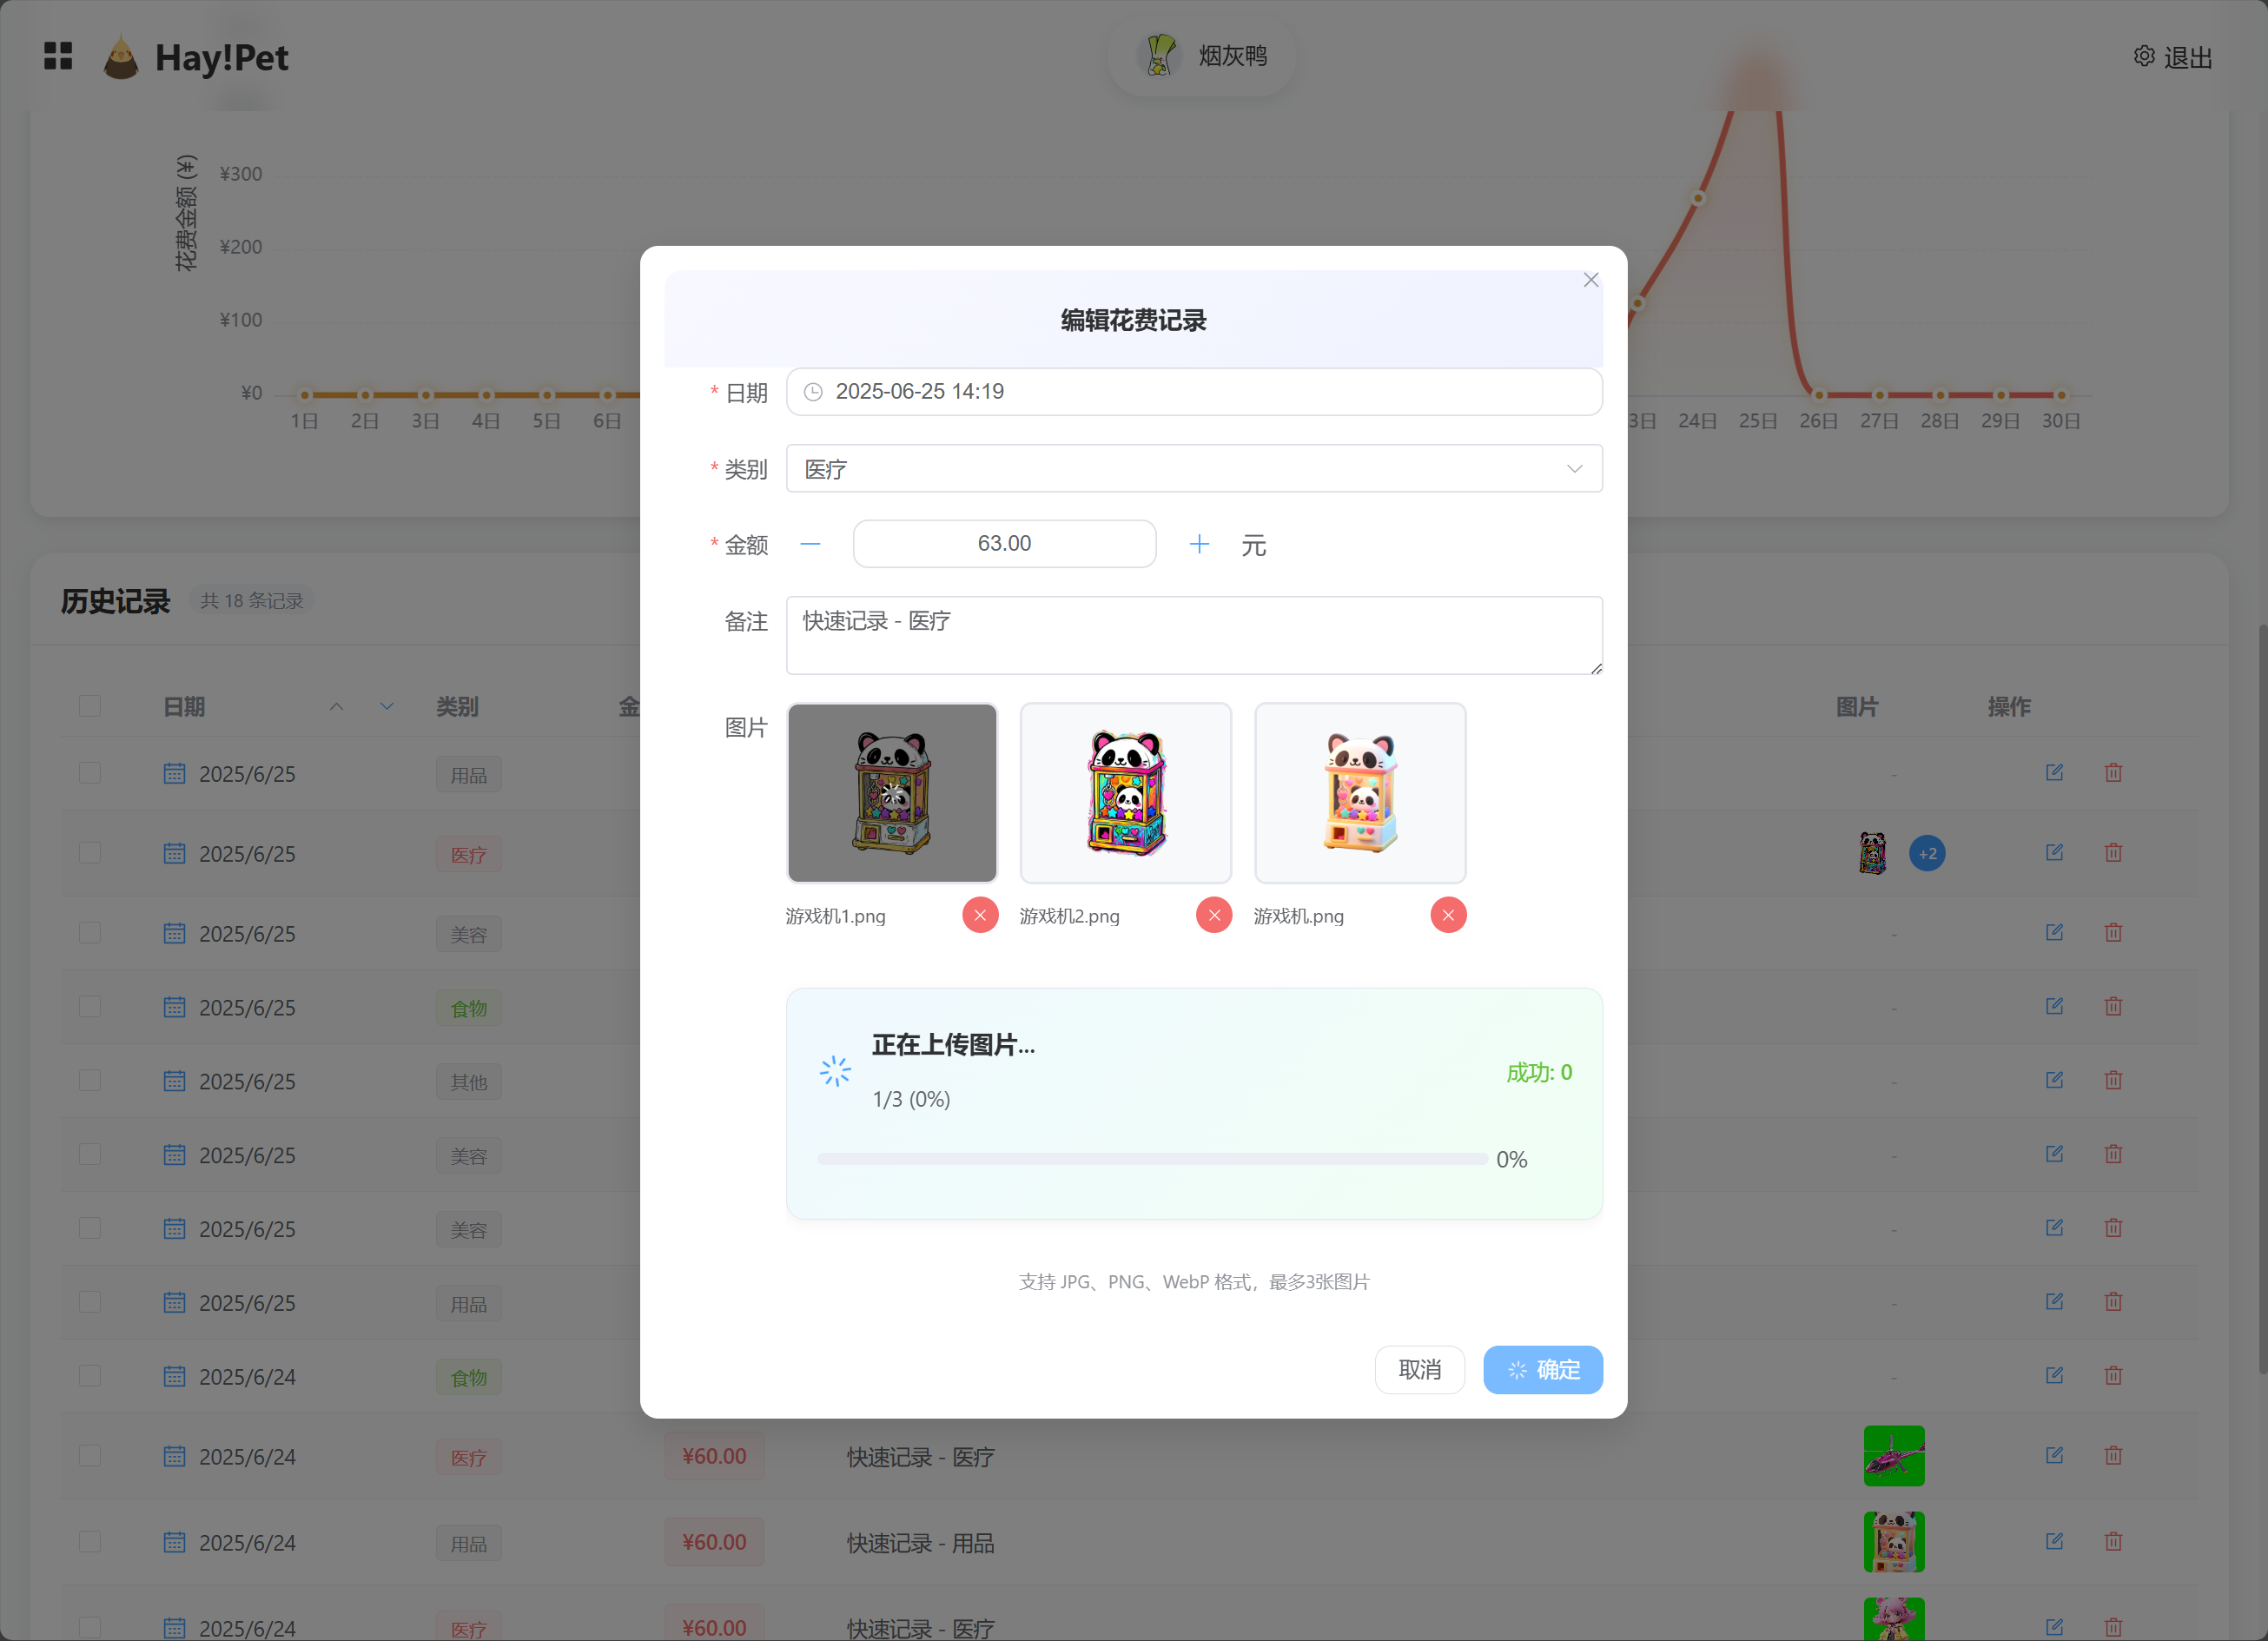 Hay!Pet
烟灰鸭
退出
花费金额 (¥)
¥300
¥200
¥100
¥0
1日 2日 3日 4日 5日 6日 3日 24日 25日 26日 27日 28日 29日 30日
历史记录 共 18 条记录
日期 类别 金 图片 操作
2025/6/25 用品 -
2025/6/25 医疗 +2
2025/6/25 美容 -
2025/6/25 食物 -
2025/6/25 其他 -
2025/6/25 美容 -
2025/6/25 美容 -
2025/6/25 用品 -
2025/6/24 食物 -
2025/6/24 医疗 ¥60.00 快速记录 - 医疗
2025/6/24 用品 ¥60.00 快速记录 - 用品
2025/6/24 医疗 ¥60.00 快速记录 - 医疗
编辑花费记录
* 日期 2025-06-25 14:19
* 类别 医疗
* 金额 63.00 元
备注 快速记录 - 医疗
图片
游戏机1.png 游戏机2.png 游戏机.png
正在上传图片...
1/3 (0%)
成功: 0
0%
支持 JPG、PNG、WebP 格式，最多3张图片
取消 确定